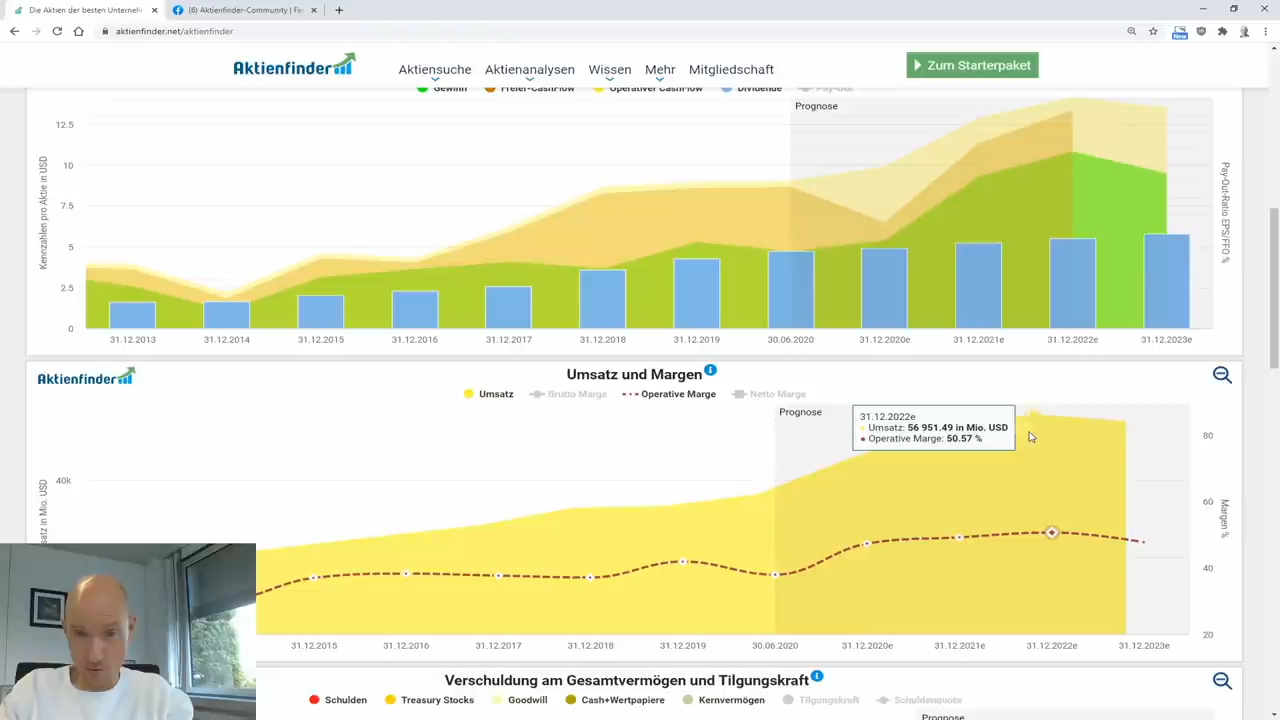 Die Aktien der besten Unterneh
(6) Aktienfinder-Community | Fa
aktienfinder.net/aktienfinder
New
Aktienfinder
Aktiensuche
Aktienanalysen
Wissen
Mehr
Mitgliedschaft
Zum Starterpaket
Gewinn
Freier-CashFlow
Operativer CashFlow
Dividende
Pay-Out
Prognose
12.5
10
7.5
5
2.5
0
Kennzahlen pro Aktie in USD
Pay-Out-Ratio EPS/FFO %
31.12.2013
31.12.2014
31.12.2015
31.12.2016
31.12.2017
31.12.2018
31.12.2019
30.06.2020
31.12.2020e
31.12.2021e
31.12.2022e
31.12.2023e
Aktienfinder
Umsatz und Margen
Umsatz
Brutto Marge
Operative Marge
Netto Marge
Prognose
31.12.2022e
Umsatz: 56 951.49 in Mio. USD
Operative Marge: 50.57 %
40k
satz in Mio. USD
80
60
40
20
Margen %
31.12.2015
31.12.2016
31.12.2017
31.12.2018
31.12.2019
30.06.2020
31.12.2020e
31.12.2021e
31.12.2022e
31.12.2023e
Verschuldung am Gesamtvermögen und Tilgungskraft
Schulden
Treasury Stocks
Goodwill
Cash+Wertpapiere
Kernvermögen
Tilgungskraft
Schuldenquote
Prognose